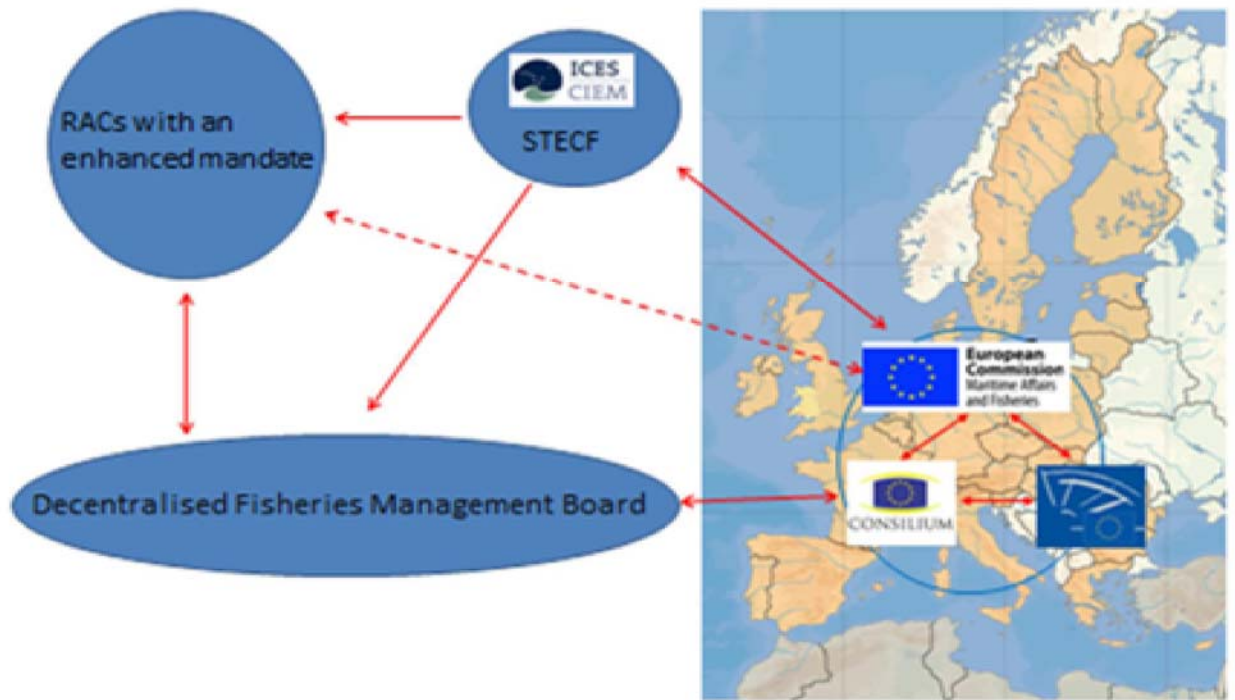 ICES
CIEM
STECF
RACs with an
enhanced mandate
European
Commission
Maritime Affairs
and Fisheries
Decentralised Fisheries Management Board
CONSILIUM